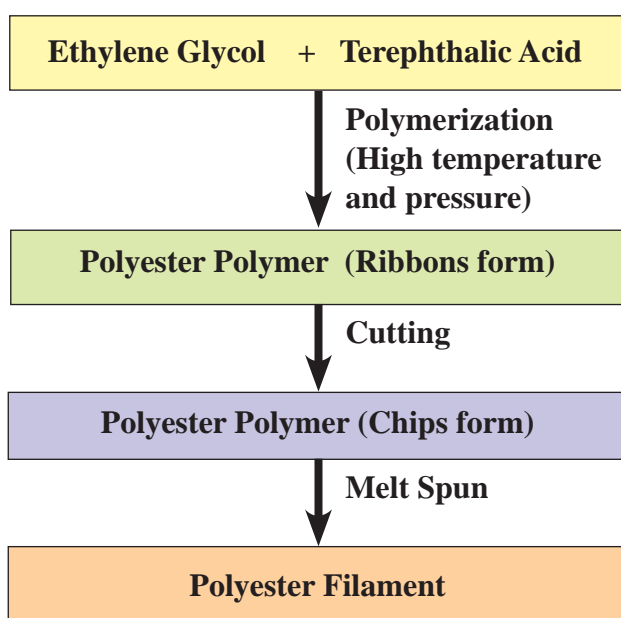 Ethylene Glycol + Terephthalic Acid
Polymerization
(High temperature
and pressure)
Polyester Polymer (Ribbons form)
Cutting
Polyester Polymer (Chips form)
Melt Spun
Polyester Filament